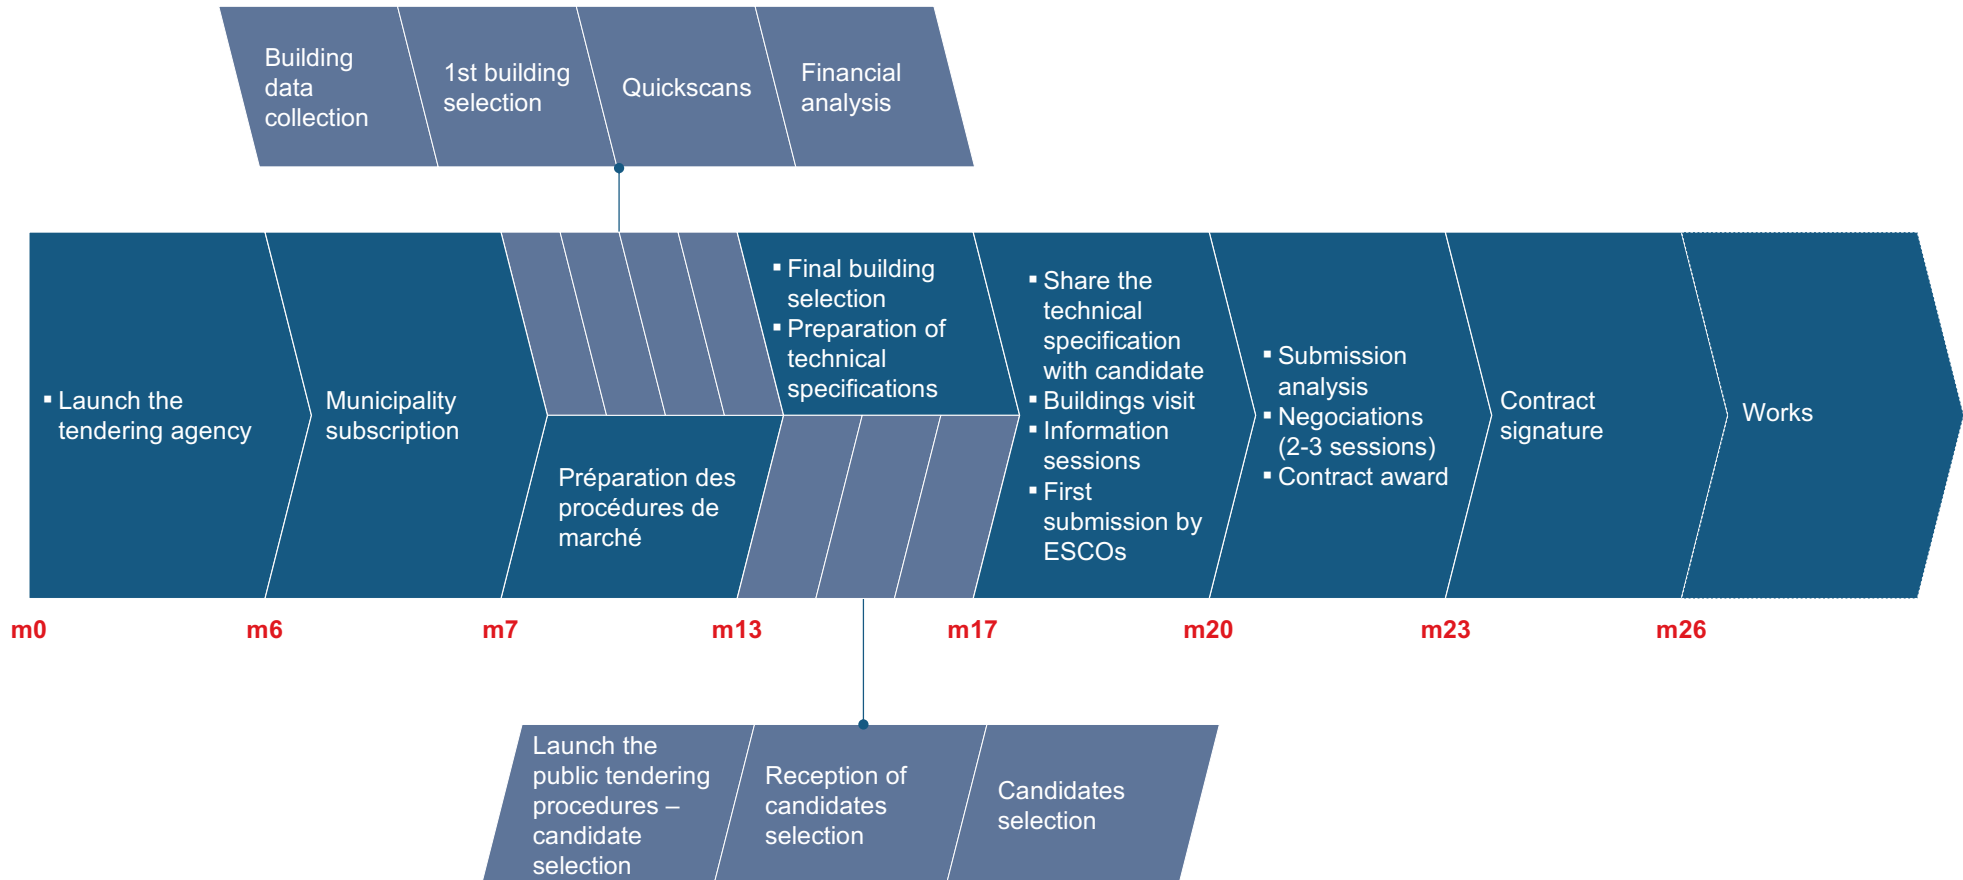 Building
data
collection
1st building
selection
Quickscans
Financial
analysis
▪ Launch the
tendering agency
Municipality
subscription
▪ Final building
selection
▪ Preparation of
technical
specifications
Préparation des
procédures de
marché
▪ Share the
technical
specification
with candidate
▪ Buildings visit
▪ Information
sessions
▪ First
submission by
ESCOs
▪ Submission
analysis
▪ Negociations
(2-3 sessions)
▪ Contract award
Contract
signature
Works
m0
m6
m7
m13
m17
m20
m23
m26
Launch the
public tendering
procedures –
candidate
selection
Reception of
candidates
selection
Candidates
selection